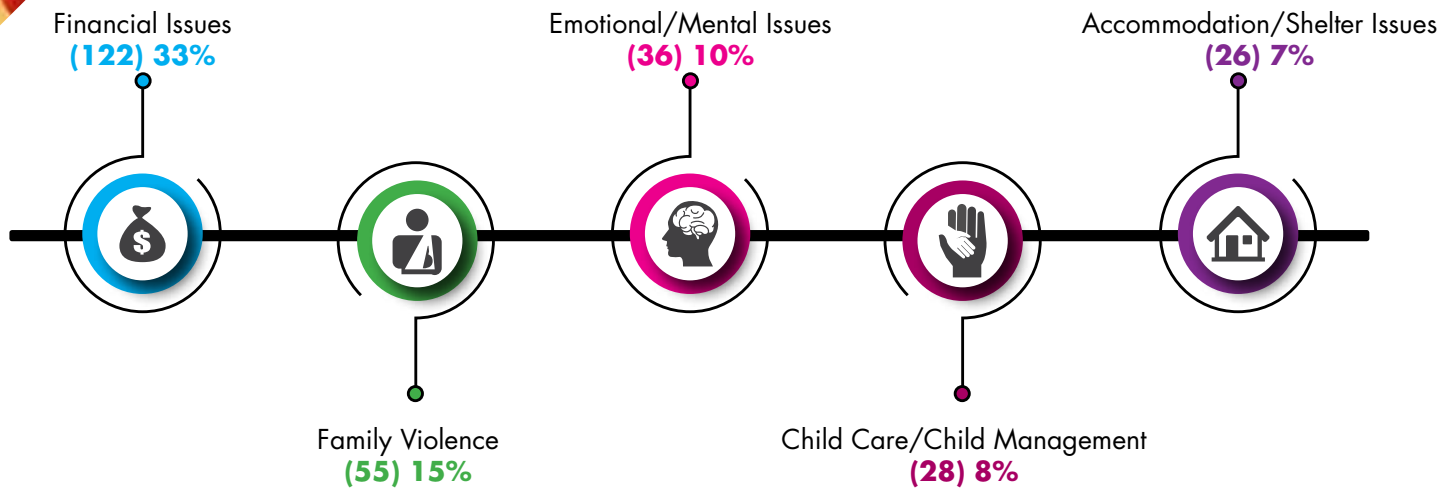 Financial Issues
(122) 33%
Emotional/Mental Issues
(36) 10%
Accommodation/Shelter Issues
(26) 7%
$
Family Violence
(55) 15%
Child Care/Child Management
(28) 8%